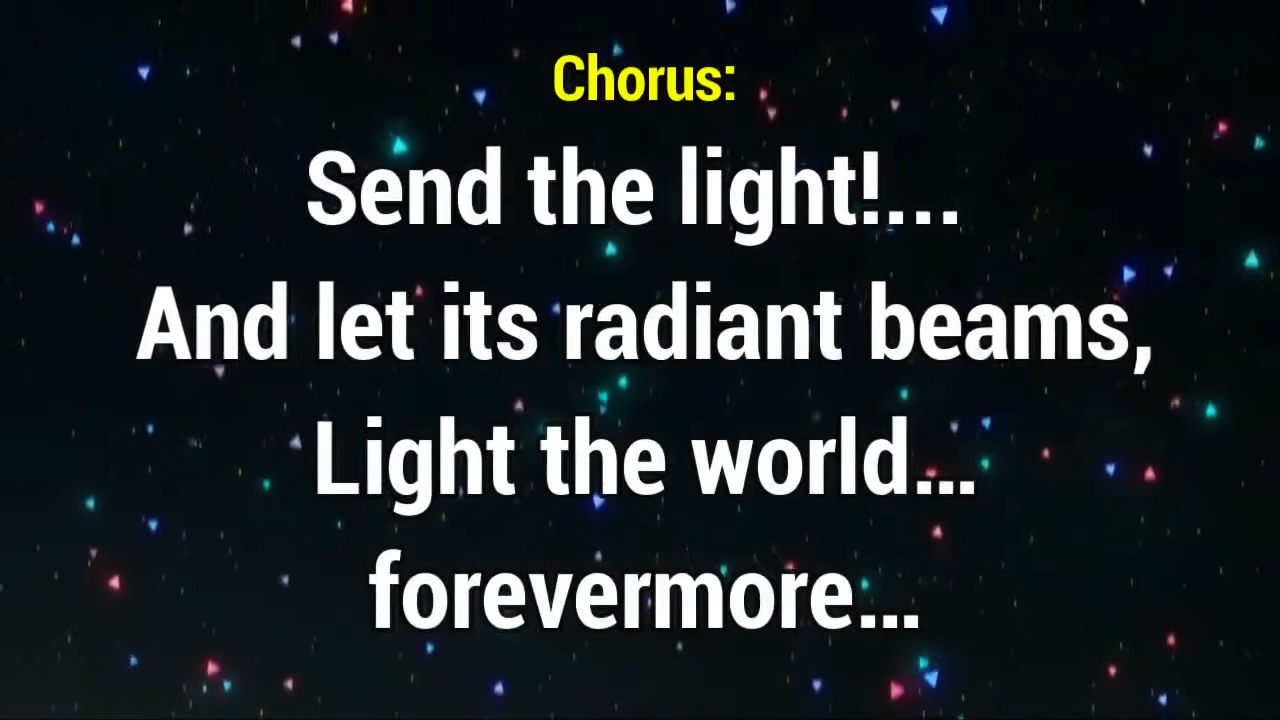 Chorus:
Send the light!...
And let its radiant beams,
Light the world...
forevermore...